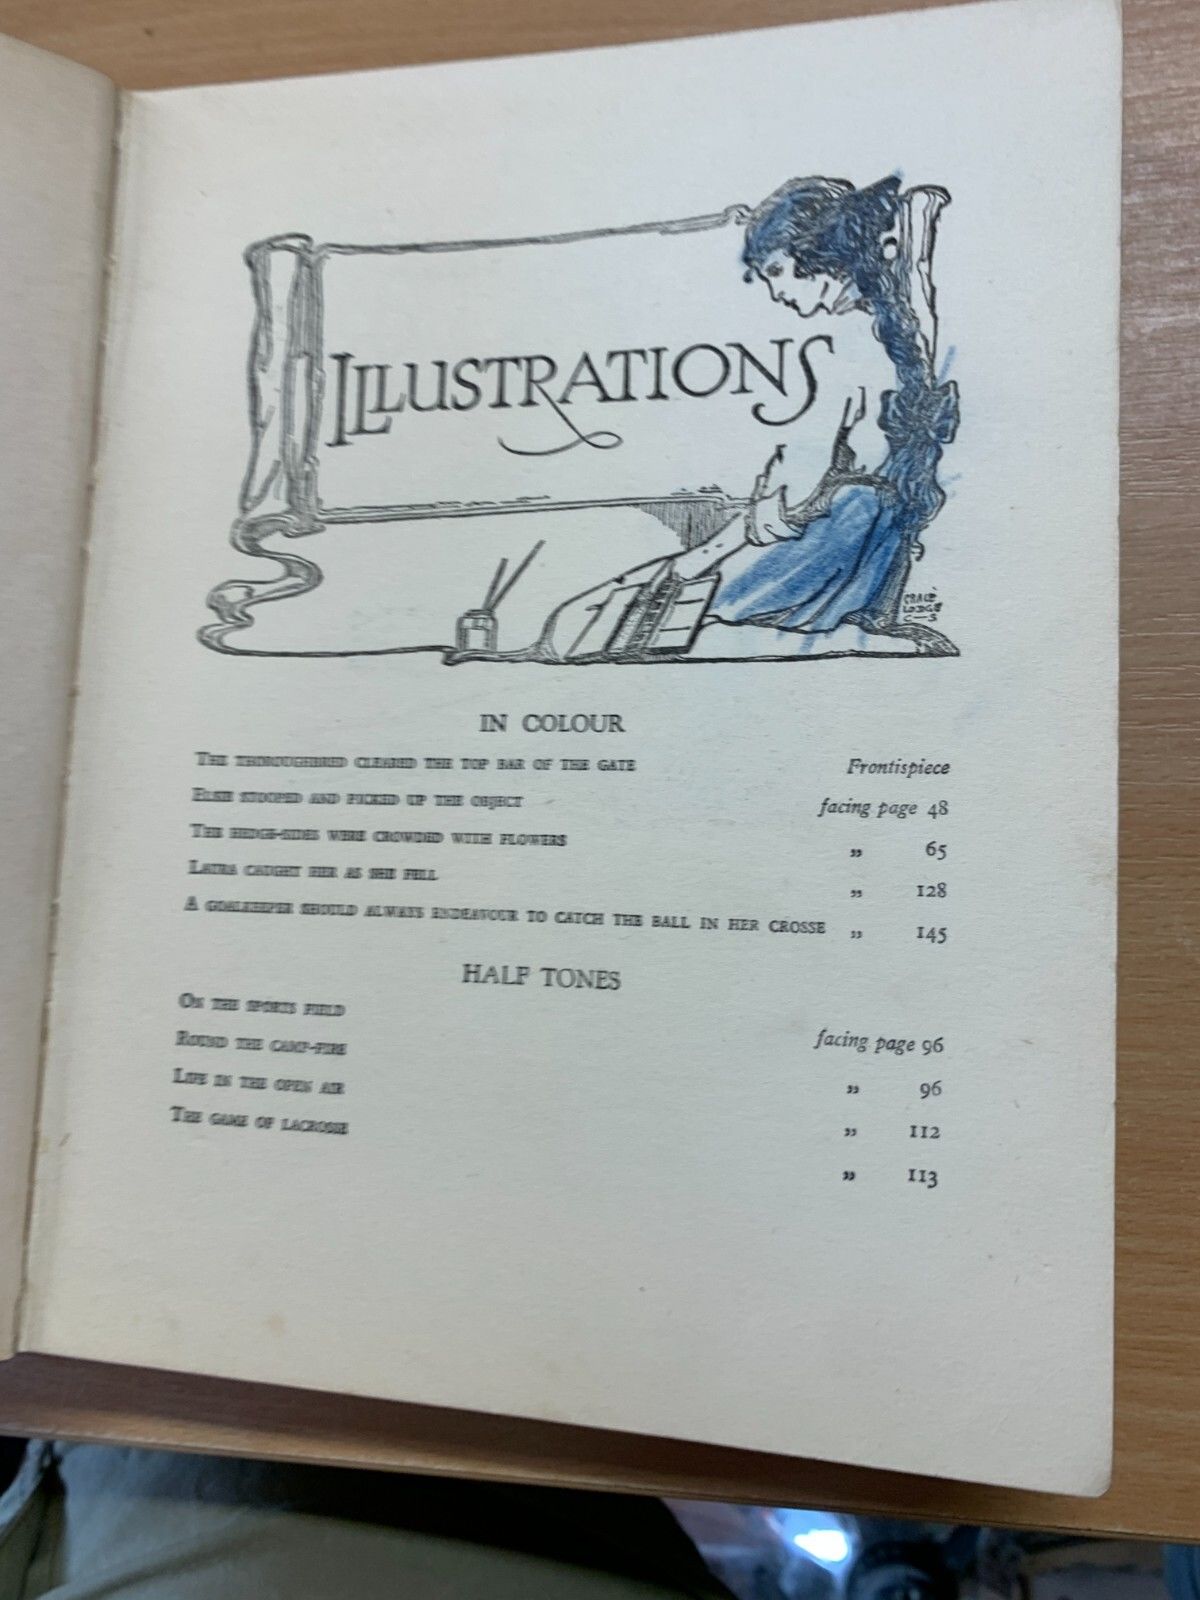 ILLUSTRATIONS
GRACE
LODGE
C—S
IN COLOUR
THE THOROUGHBRED CLEARED THE TOP BAR OF THE GATE Frontispiece
ELSIE STOOPED AND PICKED UP THE OBJECT facing page 48
THE HEDGE-SIDES WERE CROWDED WITH FLOWERS „ 65
LAURA CAUGHT HER AS SHE FELL „ 128
A GOALKEEPER SHOULD ALWAYS ENDEAVOUR TO CATCH THE BALL IN HER CROSSE „ 145
HALF TONES
ON THE SPORTS FIELD facing page 96
ROUND THE CAMP-FIRE „ 96
LIFE IN THE OPEN AIR „ 112
THE GAME OF LACROSSE „ 113